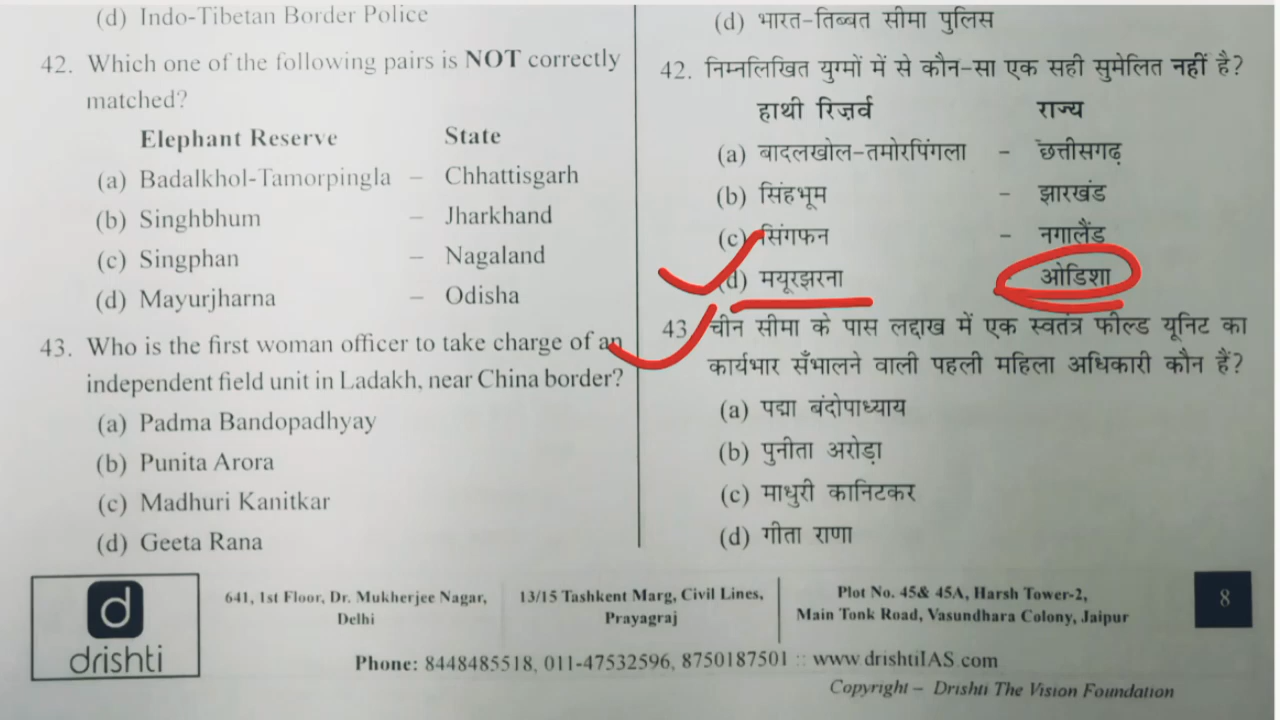 (d) Indo-Tibetan Border Police
42. Which one of the following pairs is NOT correctly
matched?
Elephant Reserve State
(a) Badalkhol-Tamorpingla – Chhattisgarh
(b) Singhbhum – Jharkhand
(c) Singphan – Nagaland
(d) Mayurjharna – Odisha
43. Who is the first woman officer to take charge of an
independent field unit in Ladakh, near China border?
(a) Padma Bandopadhyay
(b) Punita Arora
(c) Madhuri Kanitkar
(d) Geeta Rana
(d) भारत-तिब्बत सीमा पुलिस
42. निम्नलिखित युग्मों में से कौन-सा एक सही सुमेलित नहीं है?
हाथी रिज़र्व राज्य
(a) बादलखोल-तमोरपिंगला – छत्तीसगढ़
(b) सिंहभूम – झारखंड
(c) सिंगफन – नगालैंड
(d) मयूरझरना ओडिशा
43. चीन सीमा के पास लद्दाख में एक स्वतंत्र फील्ड यूनिट का
कार्यभार सँभालने वाली पहली महिला अधिकारी कौन हैं?
(a) पद्मा बंदोपाध्याय
(b) पुनीता अरोड़ा
(c) माधुरी कानिटकर
(d) गीता राणा
d
drishti
641, 1st Floor, Dr. Mukherjee Nagar,
Delhi
13/15 Tashkent Marg, Civil Lines,
Prayagraj
Plot No. 45& 45A, Harsh Tower-2,
Main Tonk Road, Vasundhara Colony, Jaipur
8
Phone: 8448485518, 011-47532596, 8750187501 :: www.drishtiIAS.com
Copyright – Drishti The Vision Foundation